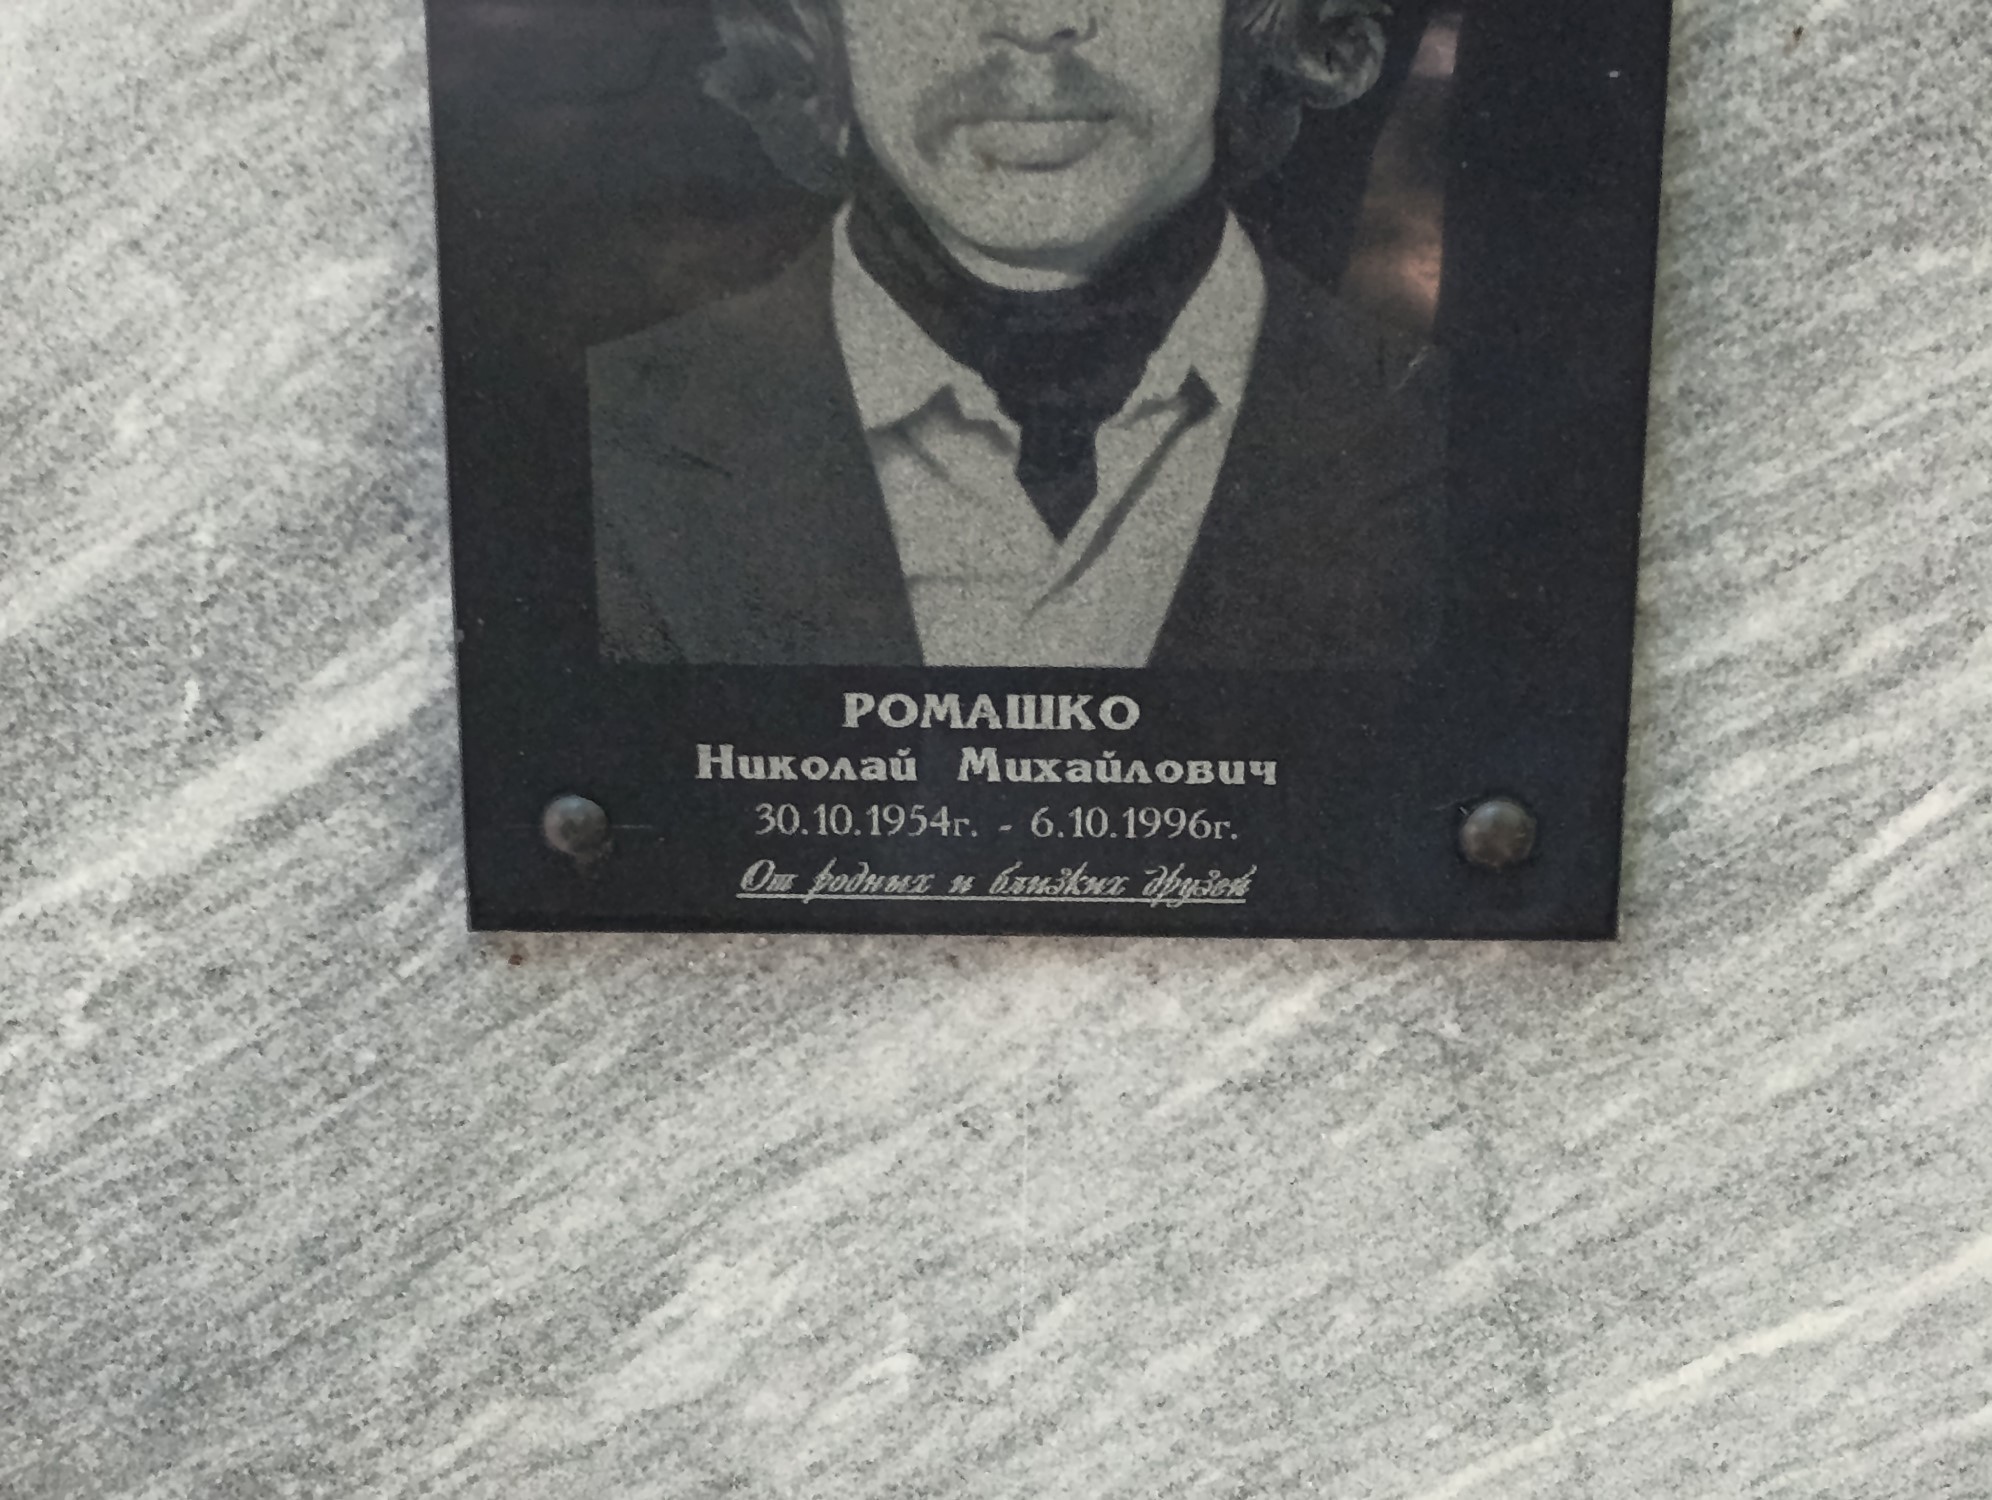 РОМАШКО
Николай Михайлович
30.10.1954г. - 6.10.1996г.
От родных и близких друзей